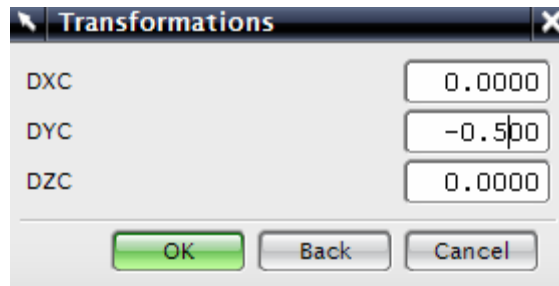 Transformations
DXC 0.0000
DYC -0.500
DZC 0.0000
OK Back Cancel